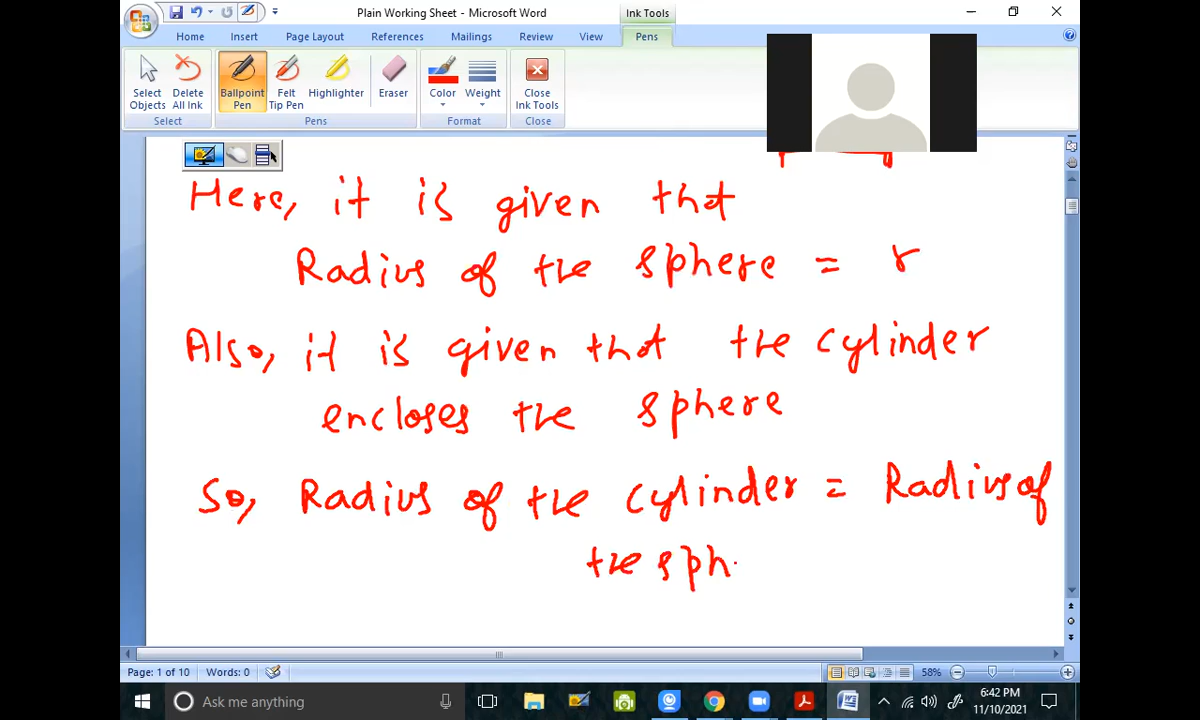 Plain Working Sheet - Microsoft Word
Ink Tools
Home Insert Page Layout References Mailings Review View Pens
Select Objects
Delete All Ink
Ballpoint Pen
Felt Tip Pen
Highlighter
Eraser
Color
Weight
Close Ink Tools
Select Pens Format Close
Here, it is given that
Radius of the sphere = r
Also, it is given that the cylinder
encloses the sphere
So, Radius of the cylinder = Radius of
the sph
Page: 1 of 10 Words: 0 58%
Ask me anything
6:42 PM
11/10/2021